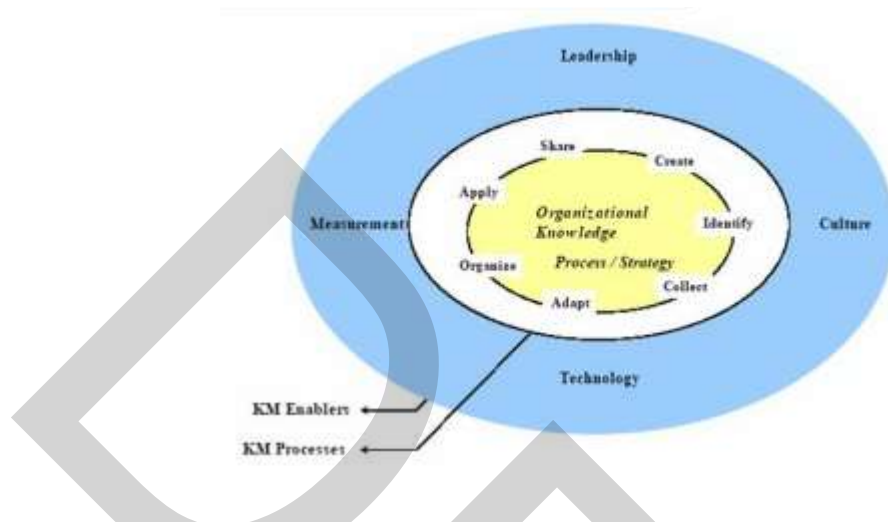 Leadership
Share
Create
Apply
Organizational
Knowledge
Measurement
Identify
Culture
Process / Strategy
Organize
Collect
Adapt
Technology
KM Enablers
KM Processes